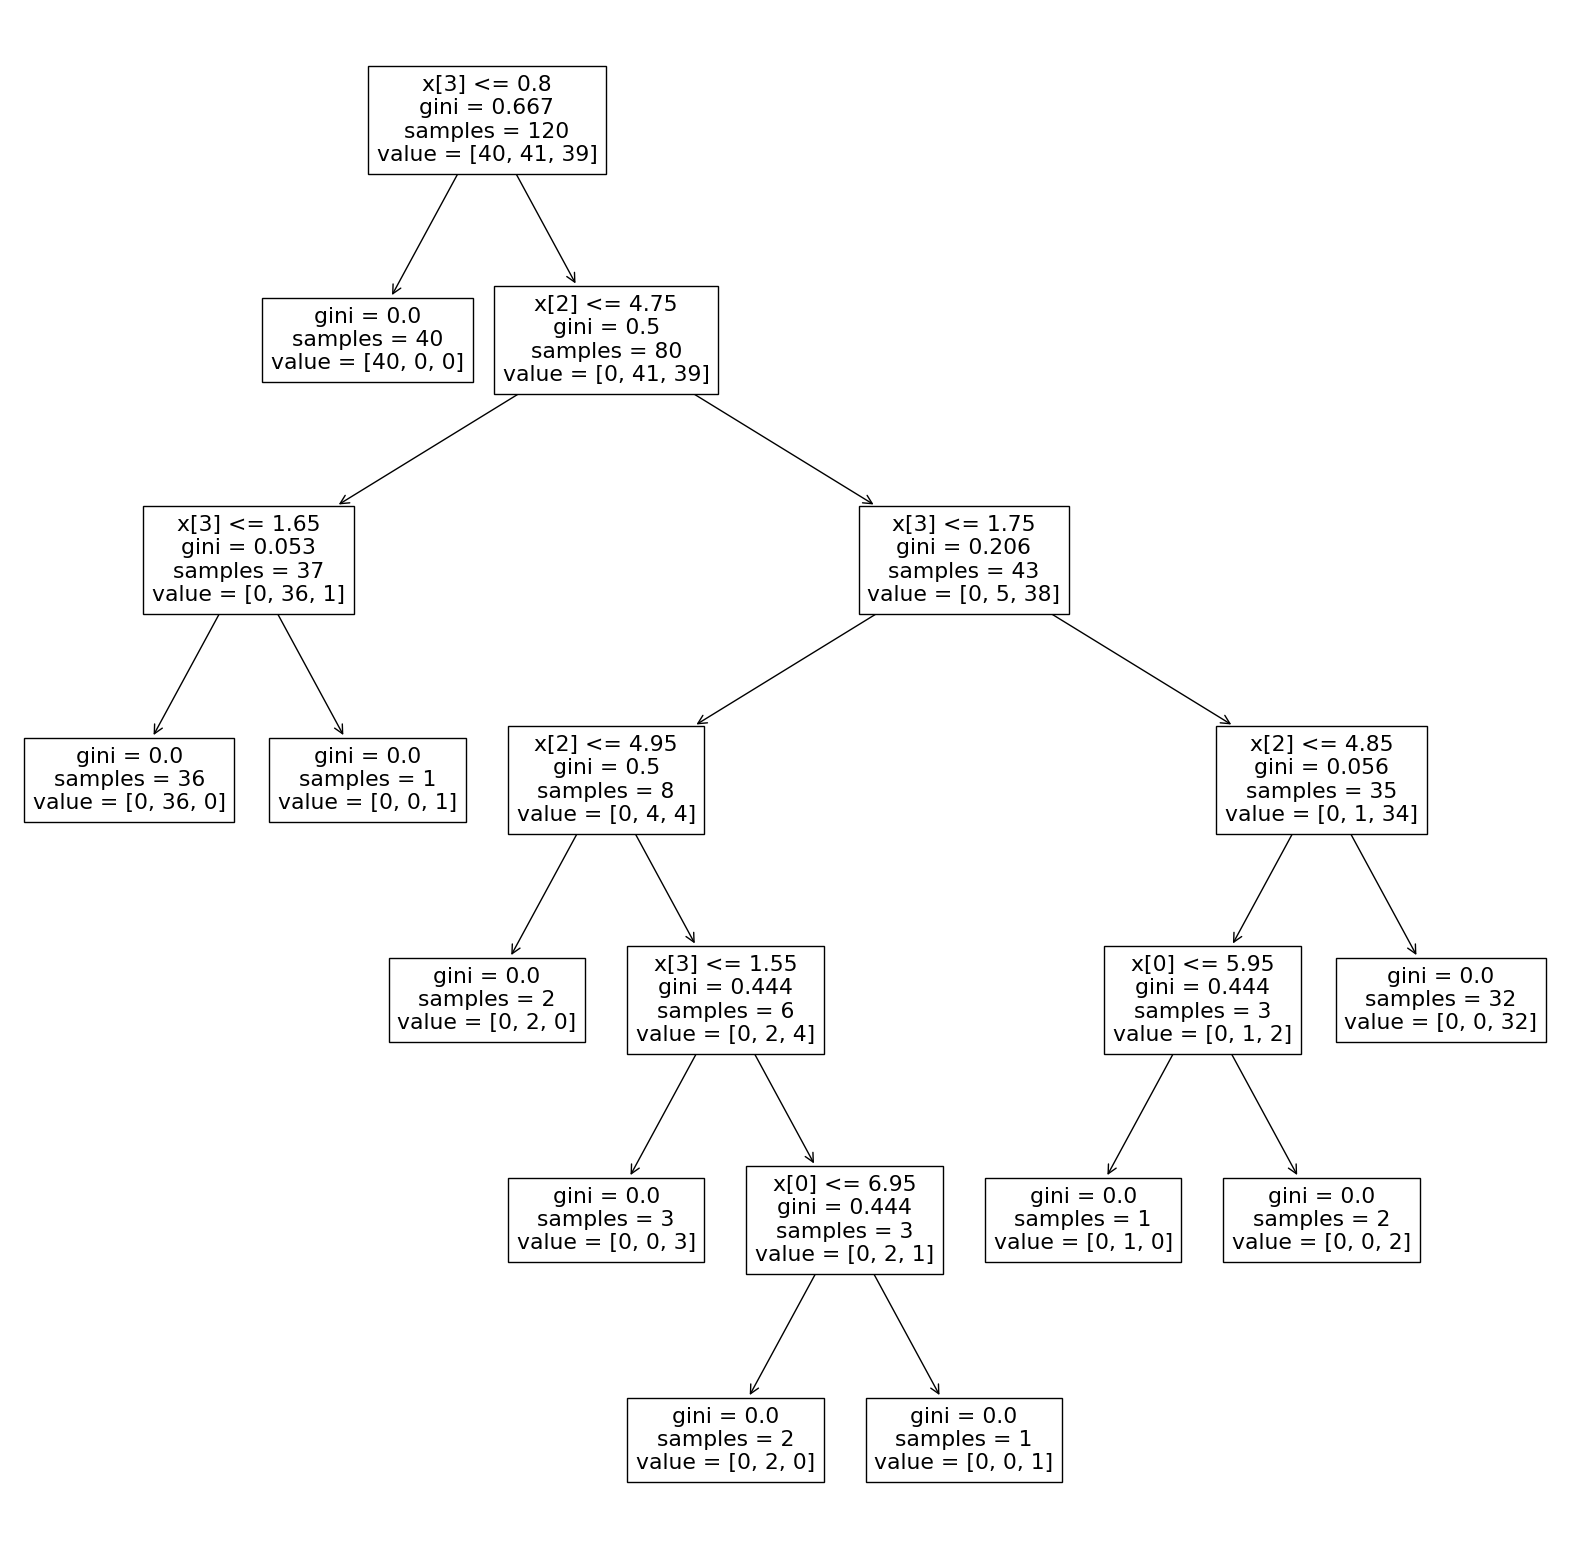 x[3] <= 0.8
gini = 0.667
samples = 120
value = [40, 41, 39]
gini = 0.0
samples = 40
value = [40, 0, 0]
x[2] <= 4.75
gini = 0.5
samples = 80
value = [0, 41, 39]
x[3] <= 1.65
gini = 0.053
samples = 37
value = [0, 36, 1]
x[3] <= 1.75
gini = 0.206
samples = 43
value = [0, 5, 38]
gini = 0.0
samples = 36
value = [0, 36, 0]
gini = 0.0
samples = 1
value = [0, 0, 1]
x[2] <= 4.95
gini = 0.5
samples = 8
value = [0, 4, 4]
x[2] <= 4.85
gini = 0.056
samples = 35
value = [0, 1, 34]
gini = 0.0
samples = 2
value = [0, 2, 0]
x[3] <= 1.55
gini = 0.444
samples = 6
value = [0, 2, 4]
x[0] <= 5.95
gini = 0.444
samples = 3
value = [0, 1, 2]
gini = 0.0
samples = 32
value = [0, 0, 32]
gini = 0.0
samples = 3
value = [0, 0, 3]
x[0] <= 6.95
gini = 0.444
samples = 3
value = [0, 2, 1]
gini = 0.0
samples = 1
value = [0, 1, 0]
gini = 0.0
samples = 2
value = [0, 0, 2]
gini = 0.0
samples = 2
value = [0, 2, 0]
gini = 0.0
samples = 1
value = [0, 0, 1]